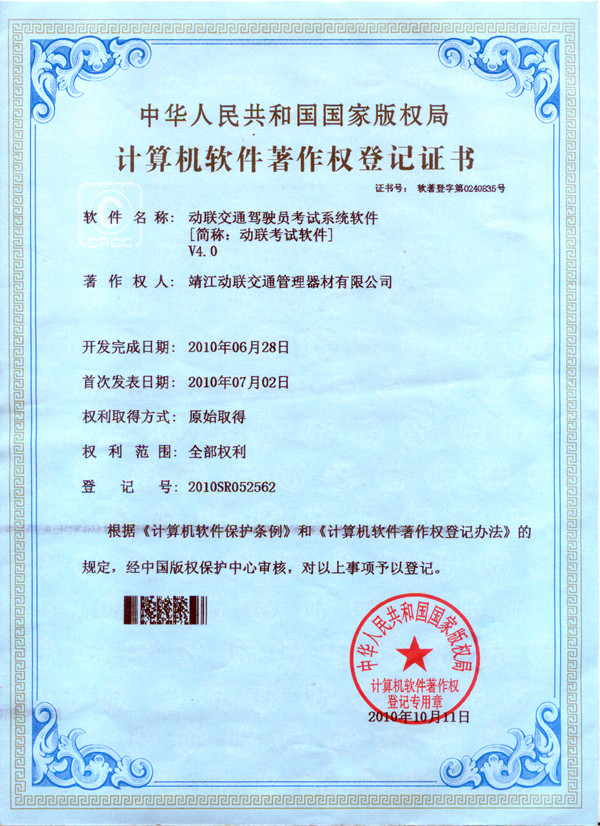 中华人民共和国国家版权局
计算机软件著作权登记证书
证书号： 软著登字第0240835号
CPCC
软件名称： 动联交通驾驶员考试系统软件
[简称：动联考试软件]
V4.0
著作权人： 靖江动联交通管理器材有限公司
开发完成日期： 2010年06月28日
首次发表日期： 2010年07月02日
权利取得方式： 原始取得
权利范围： 全部权利
登记号： 2010SR052562
根据《计算机软件保护条例》和《计算机软件著作权登记办法》的
规定，经中国版权保护中心审核，对以上事项予以登记。
中华人民共和国国家版权局
计算机软件著作权
登记专用章
2010年10月11日